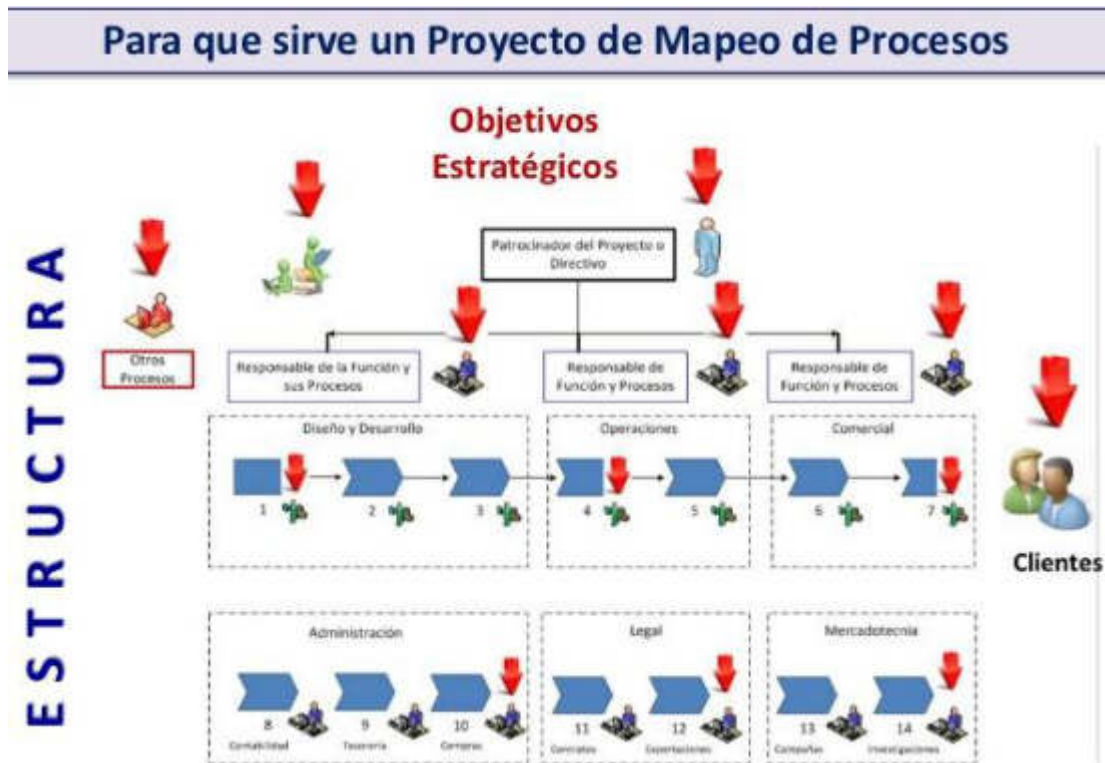 Para que sirve un Proyecto de Mapeo de Procesos
Objetivos
Estratégicos
ESTRUCTURA
Patrocinador del Proyecto o
Directivo
Otros
Procesos
Responsable de la Función y
sus Procesos
Responsable de
Función y Procesos
Responsable de
Función y Procesos
Diseño y Desarrollo
Operaciones
Comercial
1
2
3
4
5
6
7
Clientes
Administración
Legal
Mercadotecnia
8
9
10
11
12
13
14
Contabilidad
Tesorería
Compras
Contratos
Exportaciones
Campañas
Investigaciones